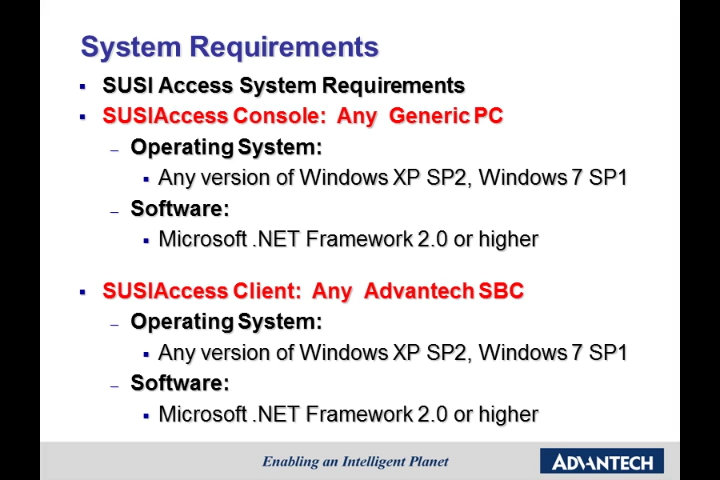 System Requirements
▪ SUSI Access System Requirements
▪ SUSIAccess Console: Any Generic PC
– Operating System:
▪ Any version of Windows XP SP2, Windows 7 SP1
– Software:
▪ Microsoft .NET Framework 2.0 or higher
▪ SUSIAccess Client: Any Advantech SBC
– Operating System:
▪ Any version of Windows XP SP2, Windows 7 SP1
– Software:
▪ Microsoft .NET Framework 2.0 or higher
Enabling an Intelligent Planet
ADVANTECH